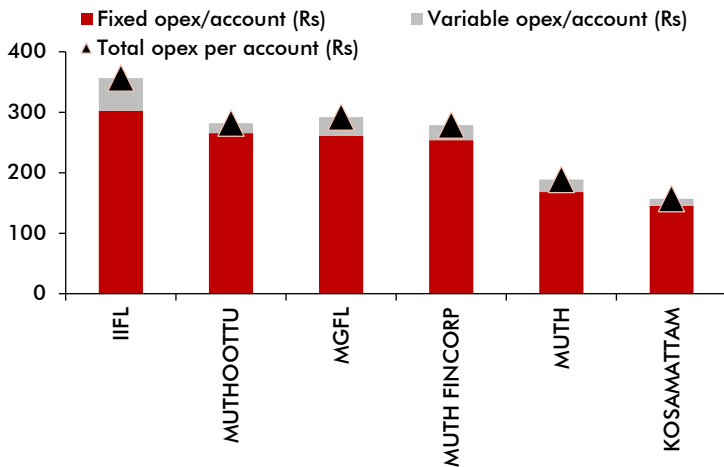 Fixed opex/account (Rs)
Variable opex/account (Rs)
Total opex per account (Rs)
400
300
200
100
0
IIFL
MUTHOOTTU
MGFL
MUTH FINCORP
MUTH
KOSAMATTAM